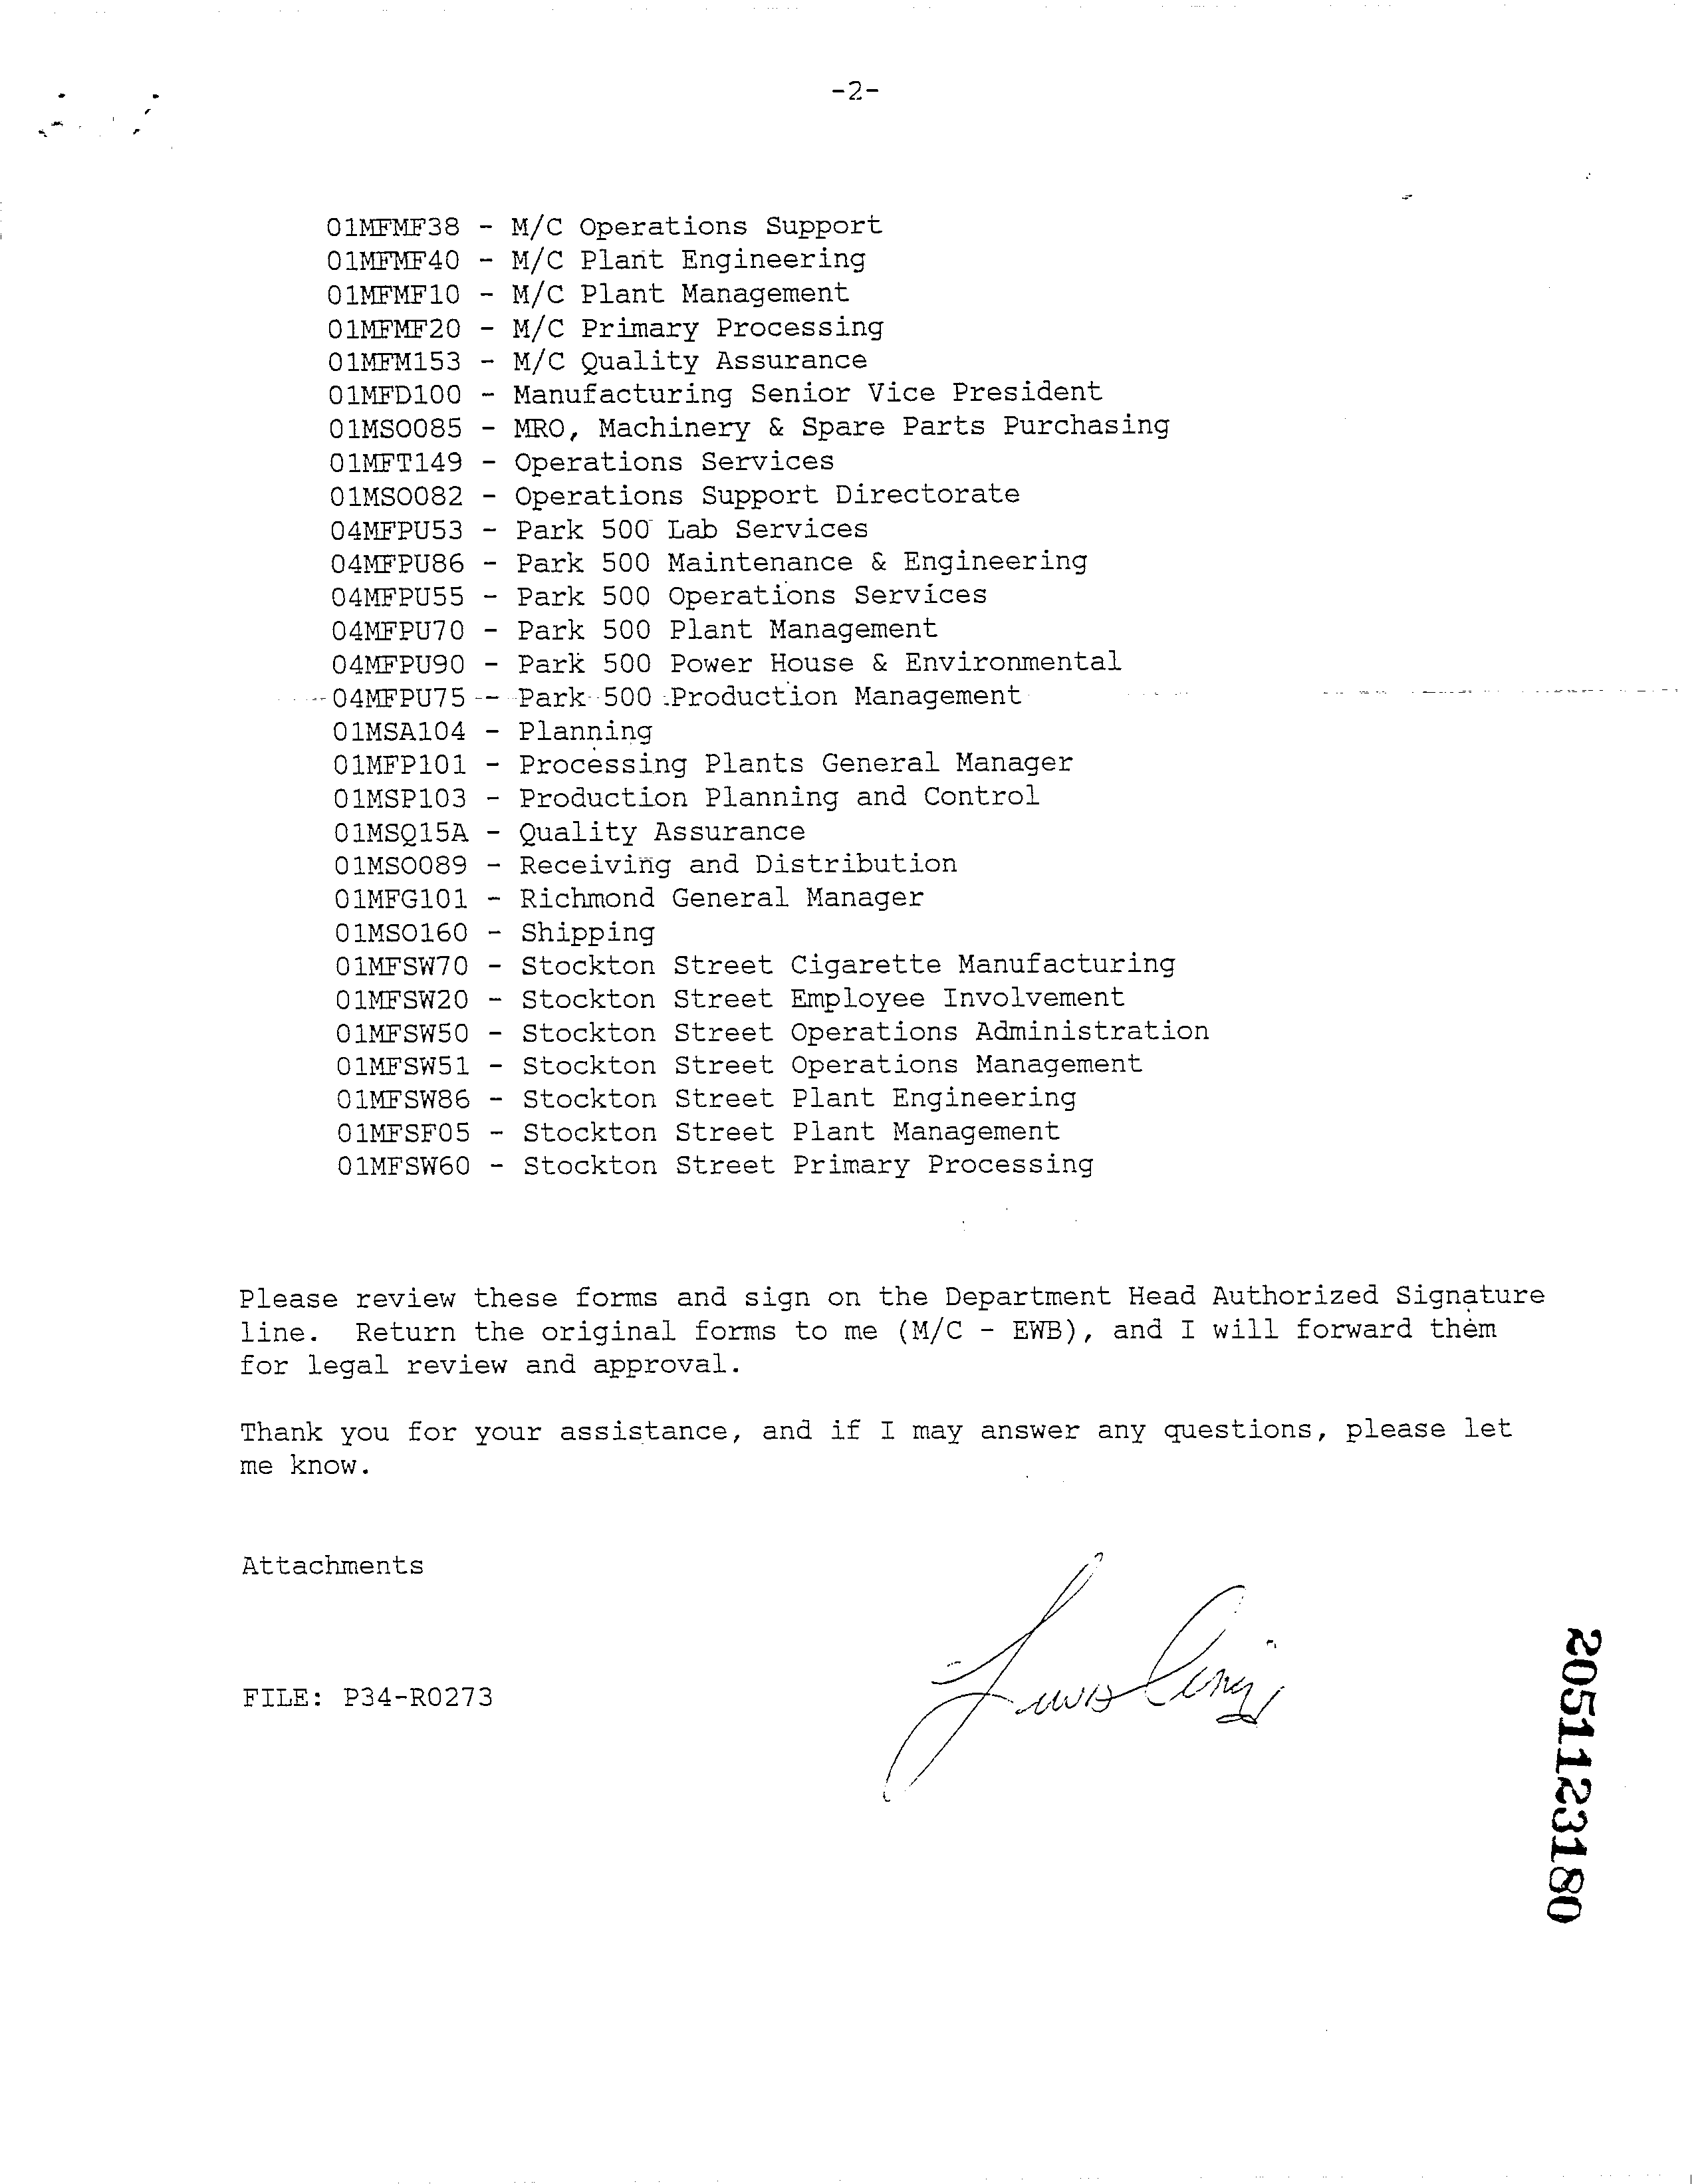 -2-
01MFMF38 - M/C Operations Support
01MFMF40 - M/C Plant Engineering
01MFMF10 - M/C Plant Management
01MFMF20 - M/C Primary Processing
01MFM153 - M/C Quality Assurance
01MFD100 - Manufacturing Senior Vice President
01MSO085 - MRO, Machinery & Spare Parts Purchasing
01MFT149 - Operations Services
01MSO082 - Operations Support Directorate
04MFPU53 - Park 500 Lab Services
04MFPU86 - Park 500 Maintenance & Engineering
04MFPU55 - Park 500 Operations Services
04MFPU70 - Park 500 Plant Management
04MFPU90 - Park 500 Power House & Environmental
04MFPU75 - Park 500 Production Management
01MSA104 - Planning
01MFP101 - Processing Plants General Manager
01MSP103 - Production Planning and Control
01MSQ15A - Quality Assurance
01MSO089 - Receiving and Distribution
01MFG101 - Richmond General Manager
01MSO160 - Shipping
01MFSW70 - Stockton Street Cigarette Manufacturing
01MFSW20 - Stockton Street Employee Involvement
01MFSW50 - Stockton Street Operations Administration
01MFSW51 - Stockton Street Operations Management
01MFSW86 - Stockton Street Plant Engineering
01MFSF05 - Stockton Street Plant Management
01MFSW60 - Stockton Street Primary Processing
Please review these forms and sign on the Department Head Authorized Signature
line. Return the original forms to me (M/C - EWB), and I will forward them
for legal review and approval.
Thank you for your assistance, and if I may answer any questions, please let
me know.
Attachments
FILE: P34-R0273
2051123180